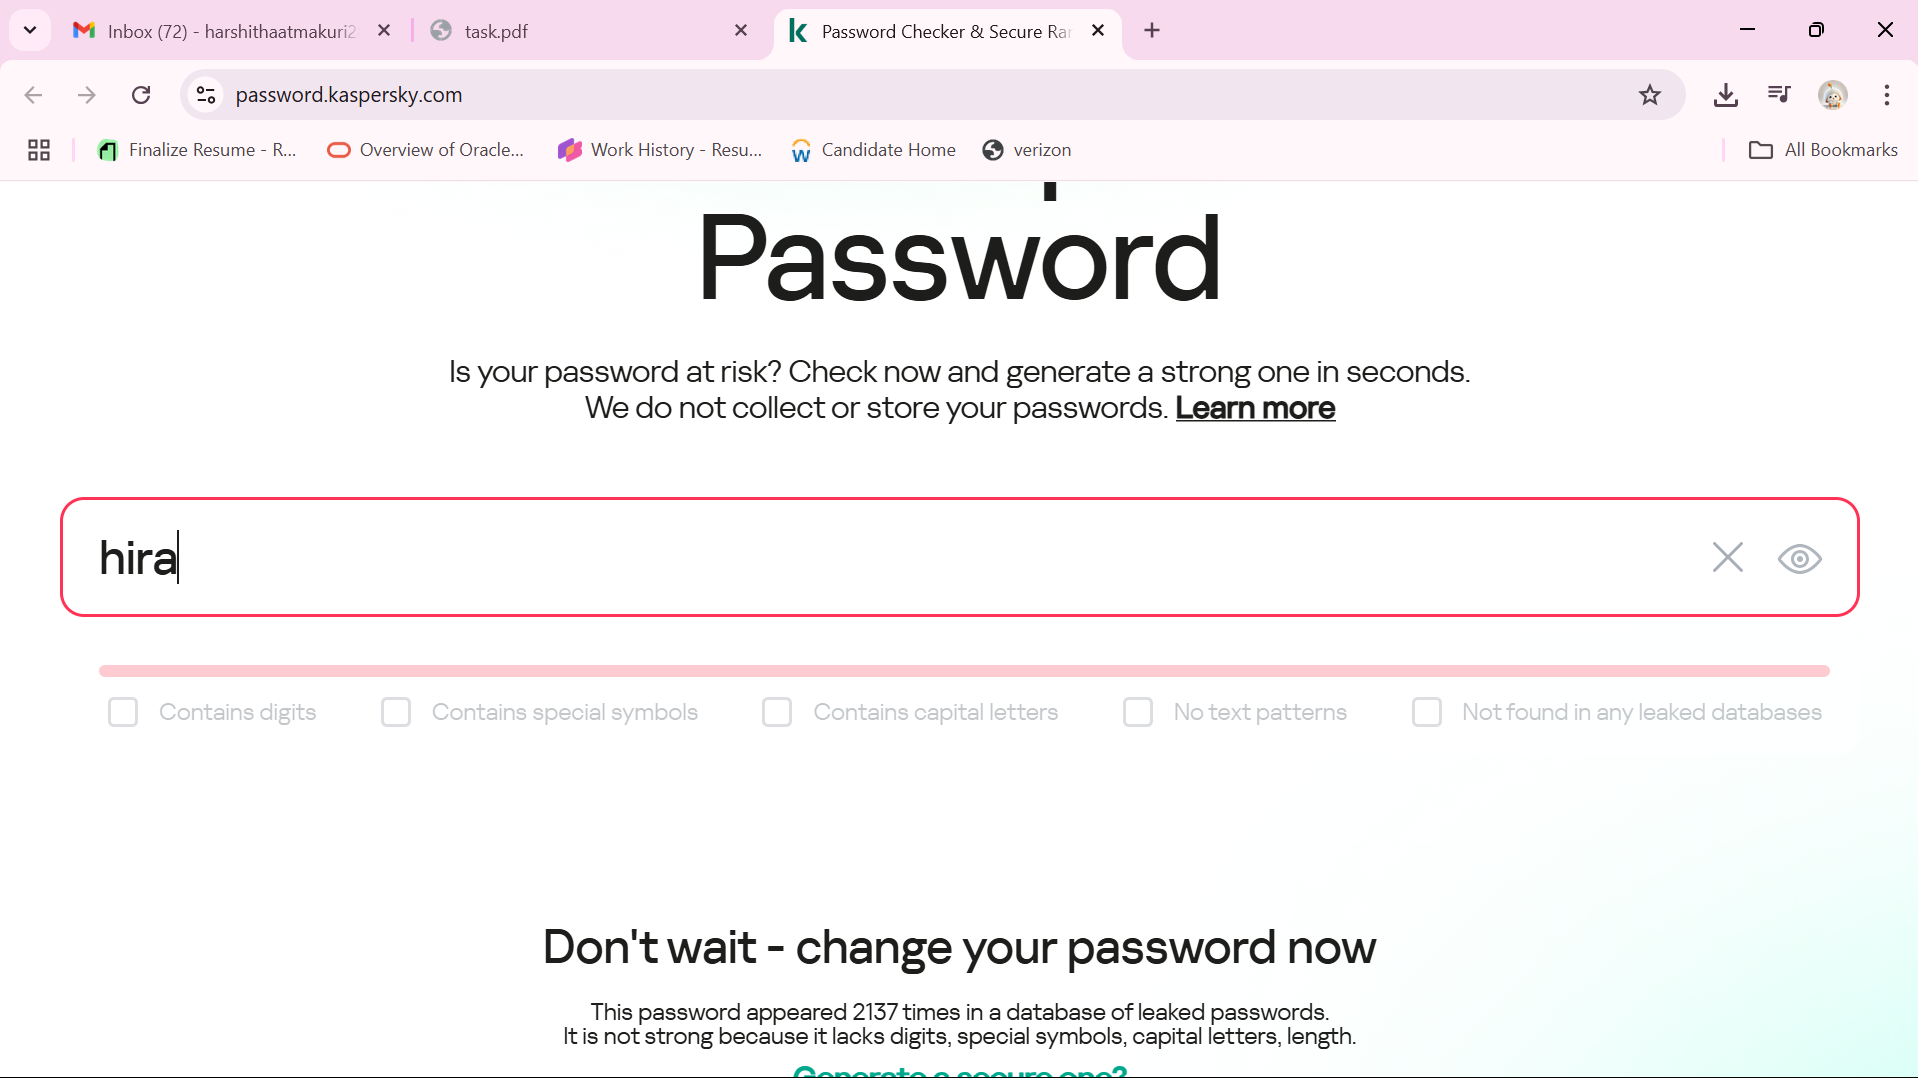 Inbox (72) - harshithaatmakuri2
task.pdf
Password Checker & Secure Ra
password.kaspersky.com
Finalize Resume - R...
Overview of Oracle...
Work History - Resu...
Candidate Home
verizon
All Bookmarks
Password
Is your password at risk? Check now and generate a strong one in seconds.
We do not collect or store your passwords. Learn more
hira
Contains digits
Contains special symbols
Contains capital letters
No text patterns
Not found in any leaked databases
Don't wait - change your password now
This password appeared 2137 times in a database of leaked passwords.
It is not strong because it lacks digits, special symbols, capital letters, length.
Generate a secure one?